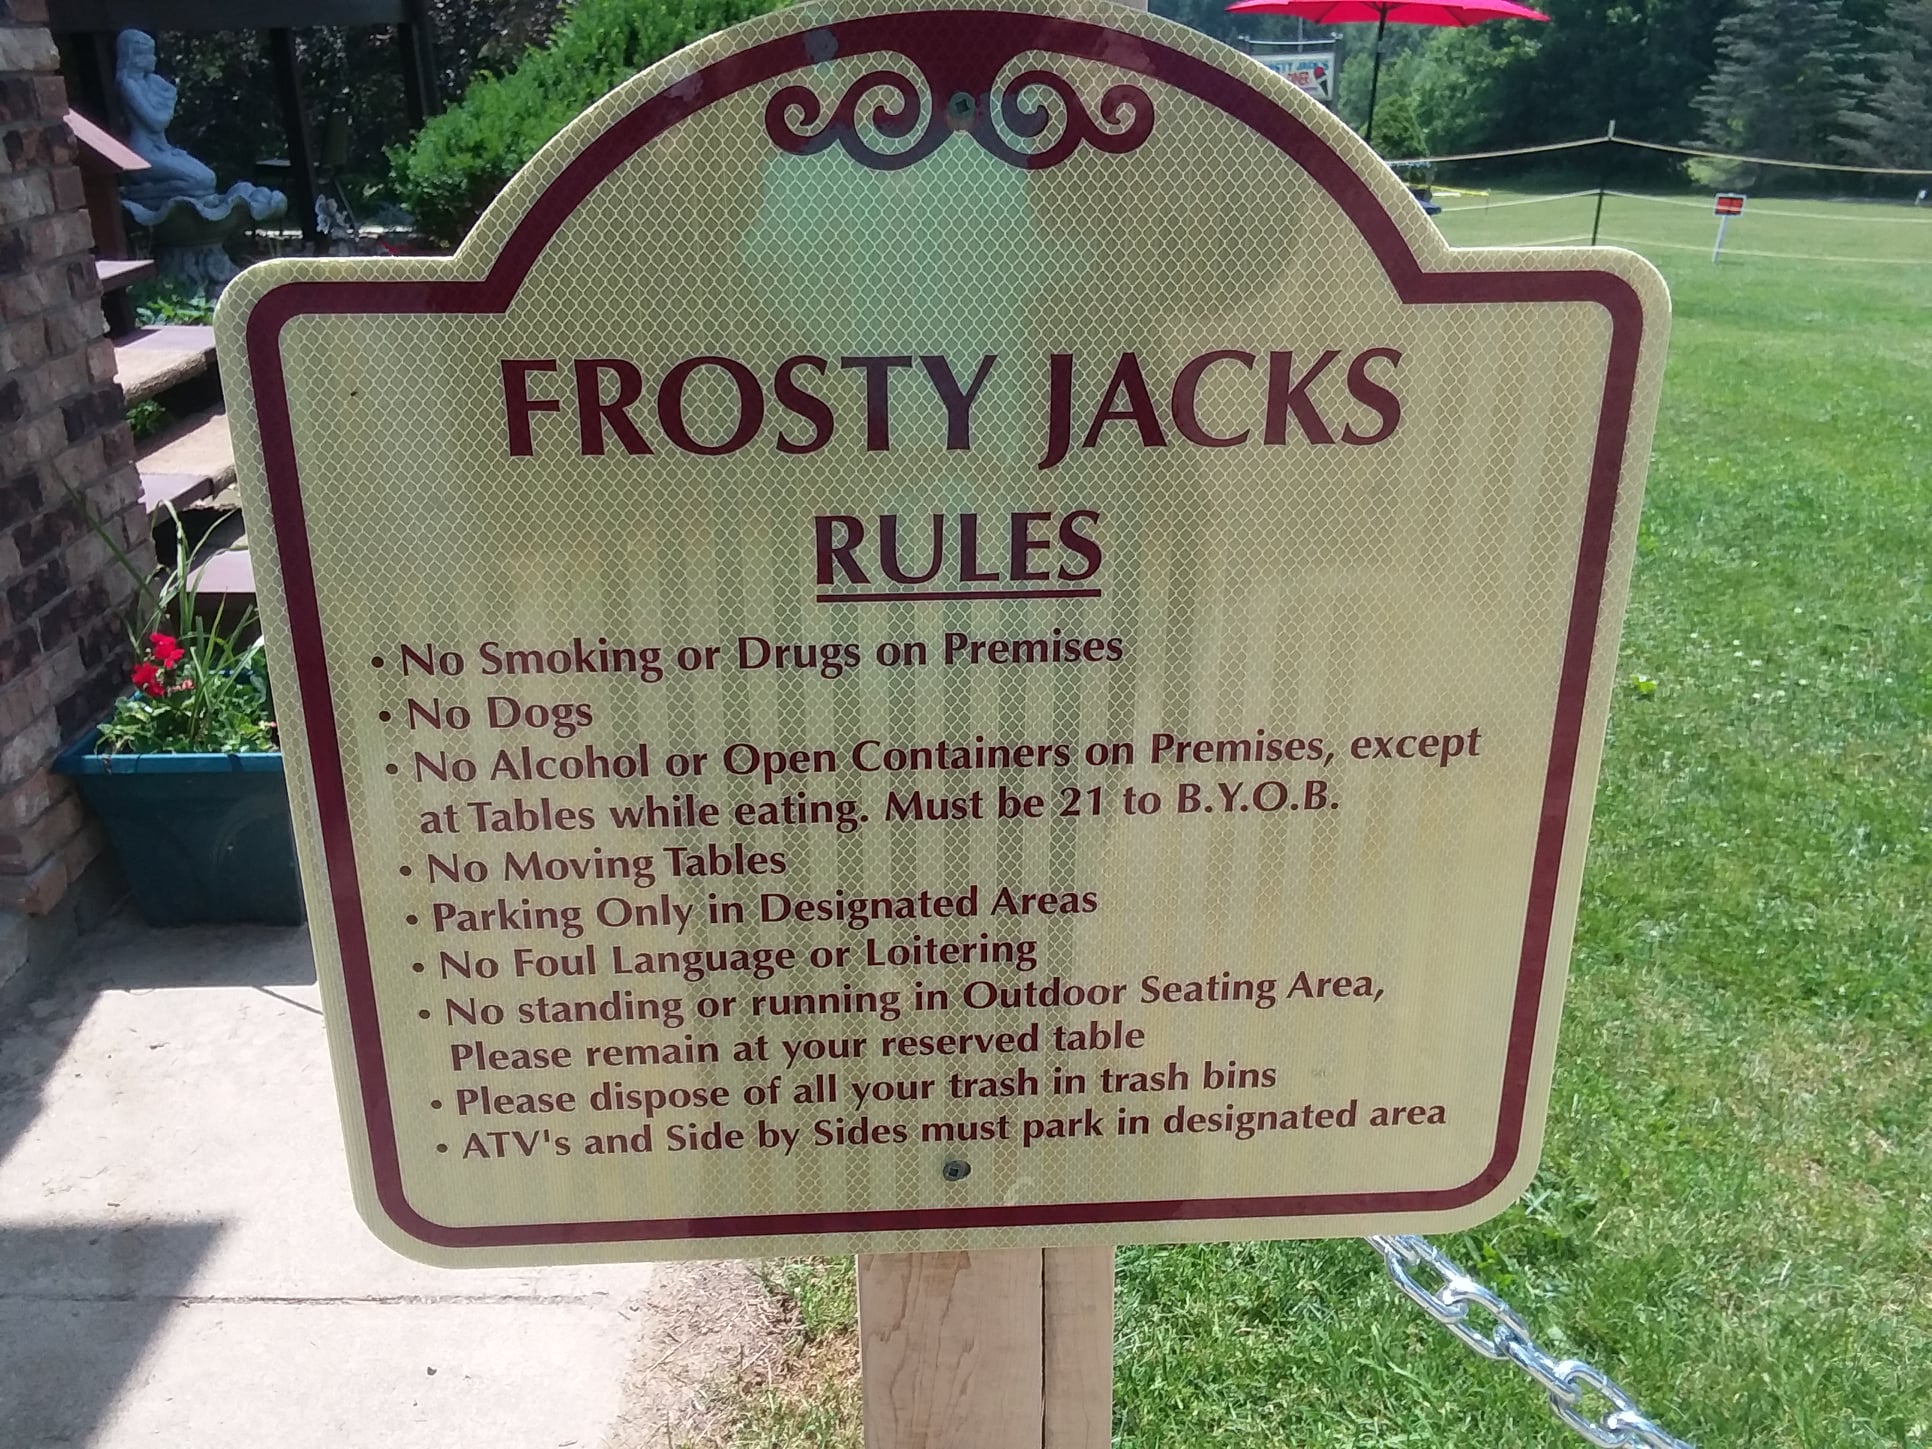 FROSTY JACKS
RULES
• No Smoking or Drugs on Premises
• No Dogs
• No Alcohol or Open Containers on Premises, except
at Tables while eating. Must be 21 to B.Y.O.B.
• No Moving Tables
• Parking Only in Designated Areas
• No Foul Language or Loitering
• No standing or running in Outdoor Seating Area,
Please remain at your reserved table
• Please dispose of all your trash in trash bins
• ATV's and Side by Sides must park in designated area